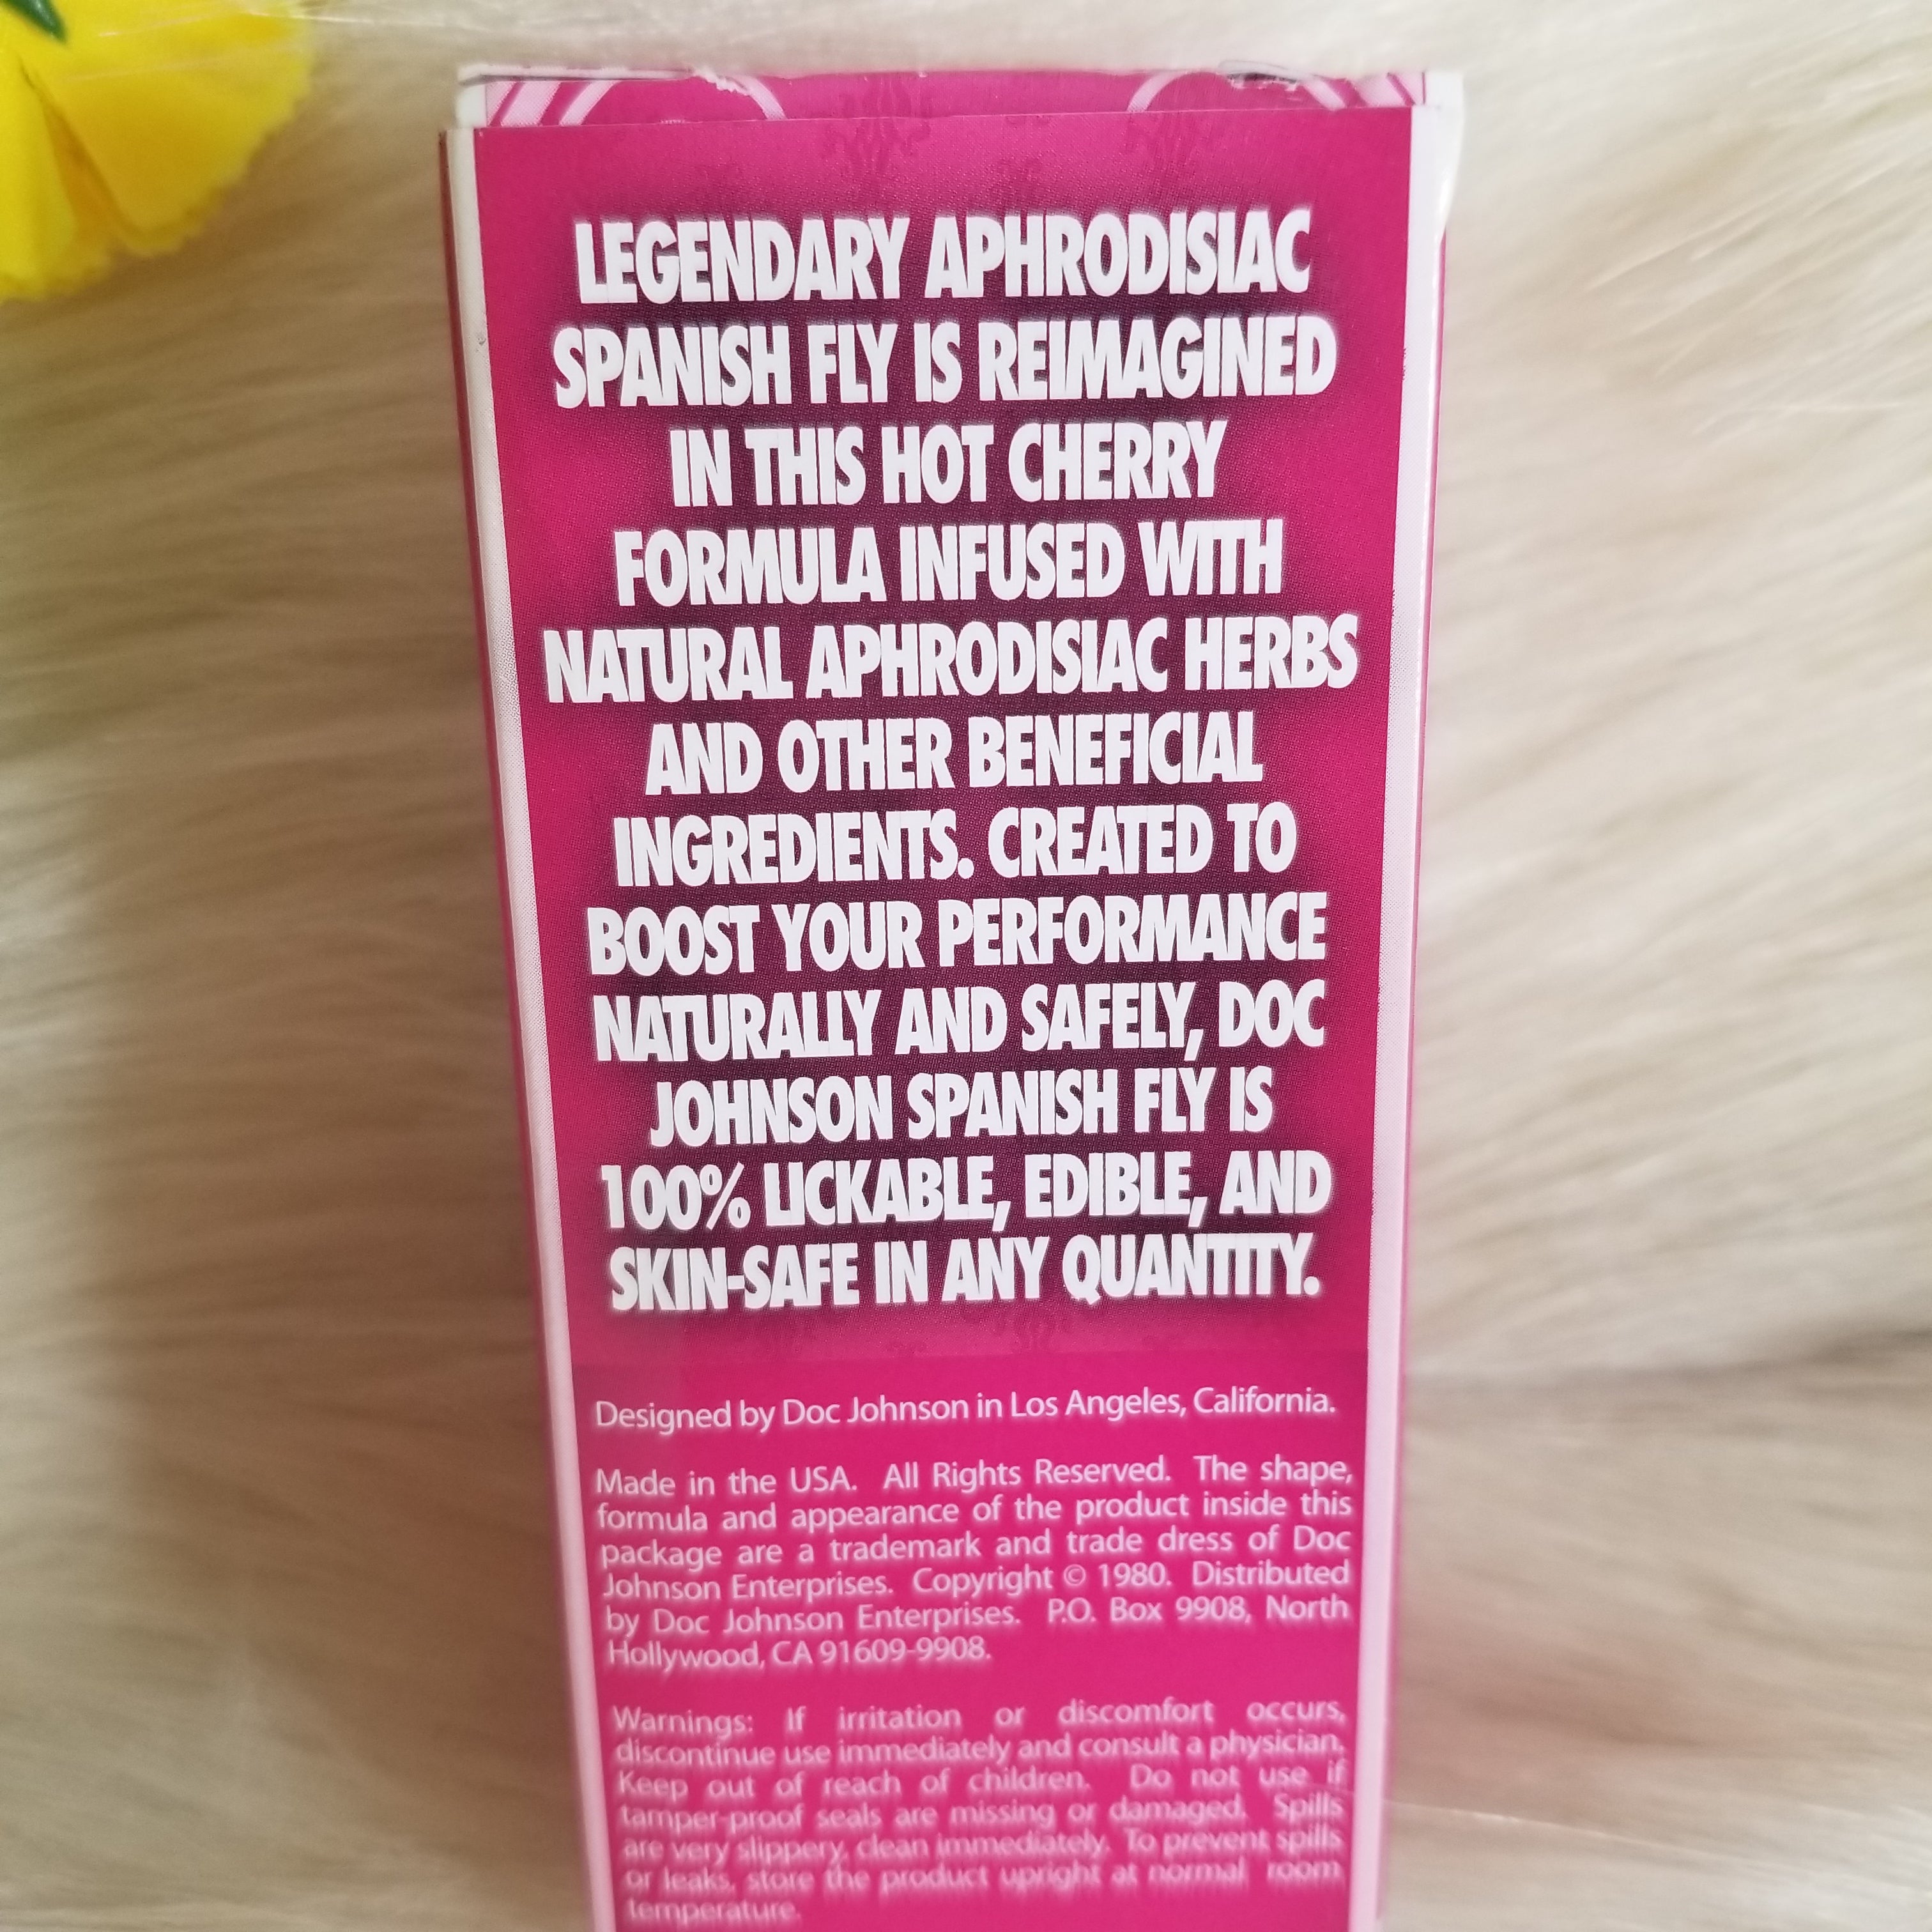 LEGENDARY APHRODISIAC
SPANISH FLY IS REIMAGINED
IN THIS HOT CHERRY
FORMULA INFUSED WITH
NATURAL APHRODISIAC HERBS
AND OTHER BENEFICIAL
INGREDIENTS. CREATED TO
BOOST YOUR PERFORMANCE
NATURALLY AND SAFELY, DOC
JOHNSON SPANISH FLY IS
100% LICKABLE, EDIBLE, AND
SKIN-SAFE IN ANY QUANTITY.
Designed by Doc Johnson in Los Angeles, California.
Made in the USA. All Rights Reserved. The shape,
formula and appearance of the product inside this
package are a trademark and trade dress of Doc
Johnson Enterprises. Copyright © 1980. Distributed
by Doc Johnson Enterprises. P.O. Box 9908, North
Hollywood, CA 91609-9908.
Warnings: If irritation or discomfort occurs,
discontinue use immediately and consult a physician.
Keep out of reach of children. Do not use if
tamper-proof seals are missing or damaged. Spills
are very slippery, clean immediately. To prevent spills
or leaks, store the product upright at normal room
temperature.